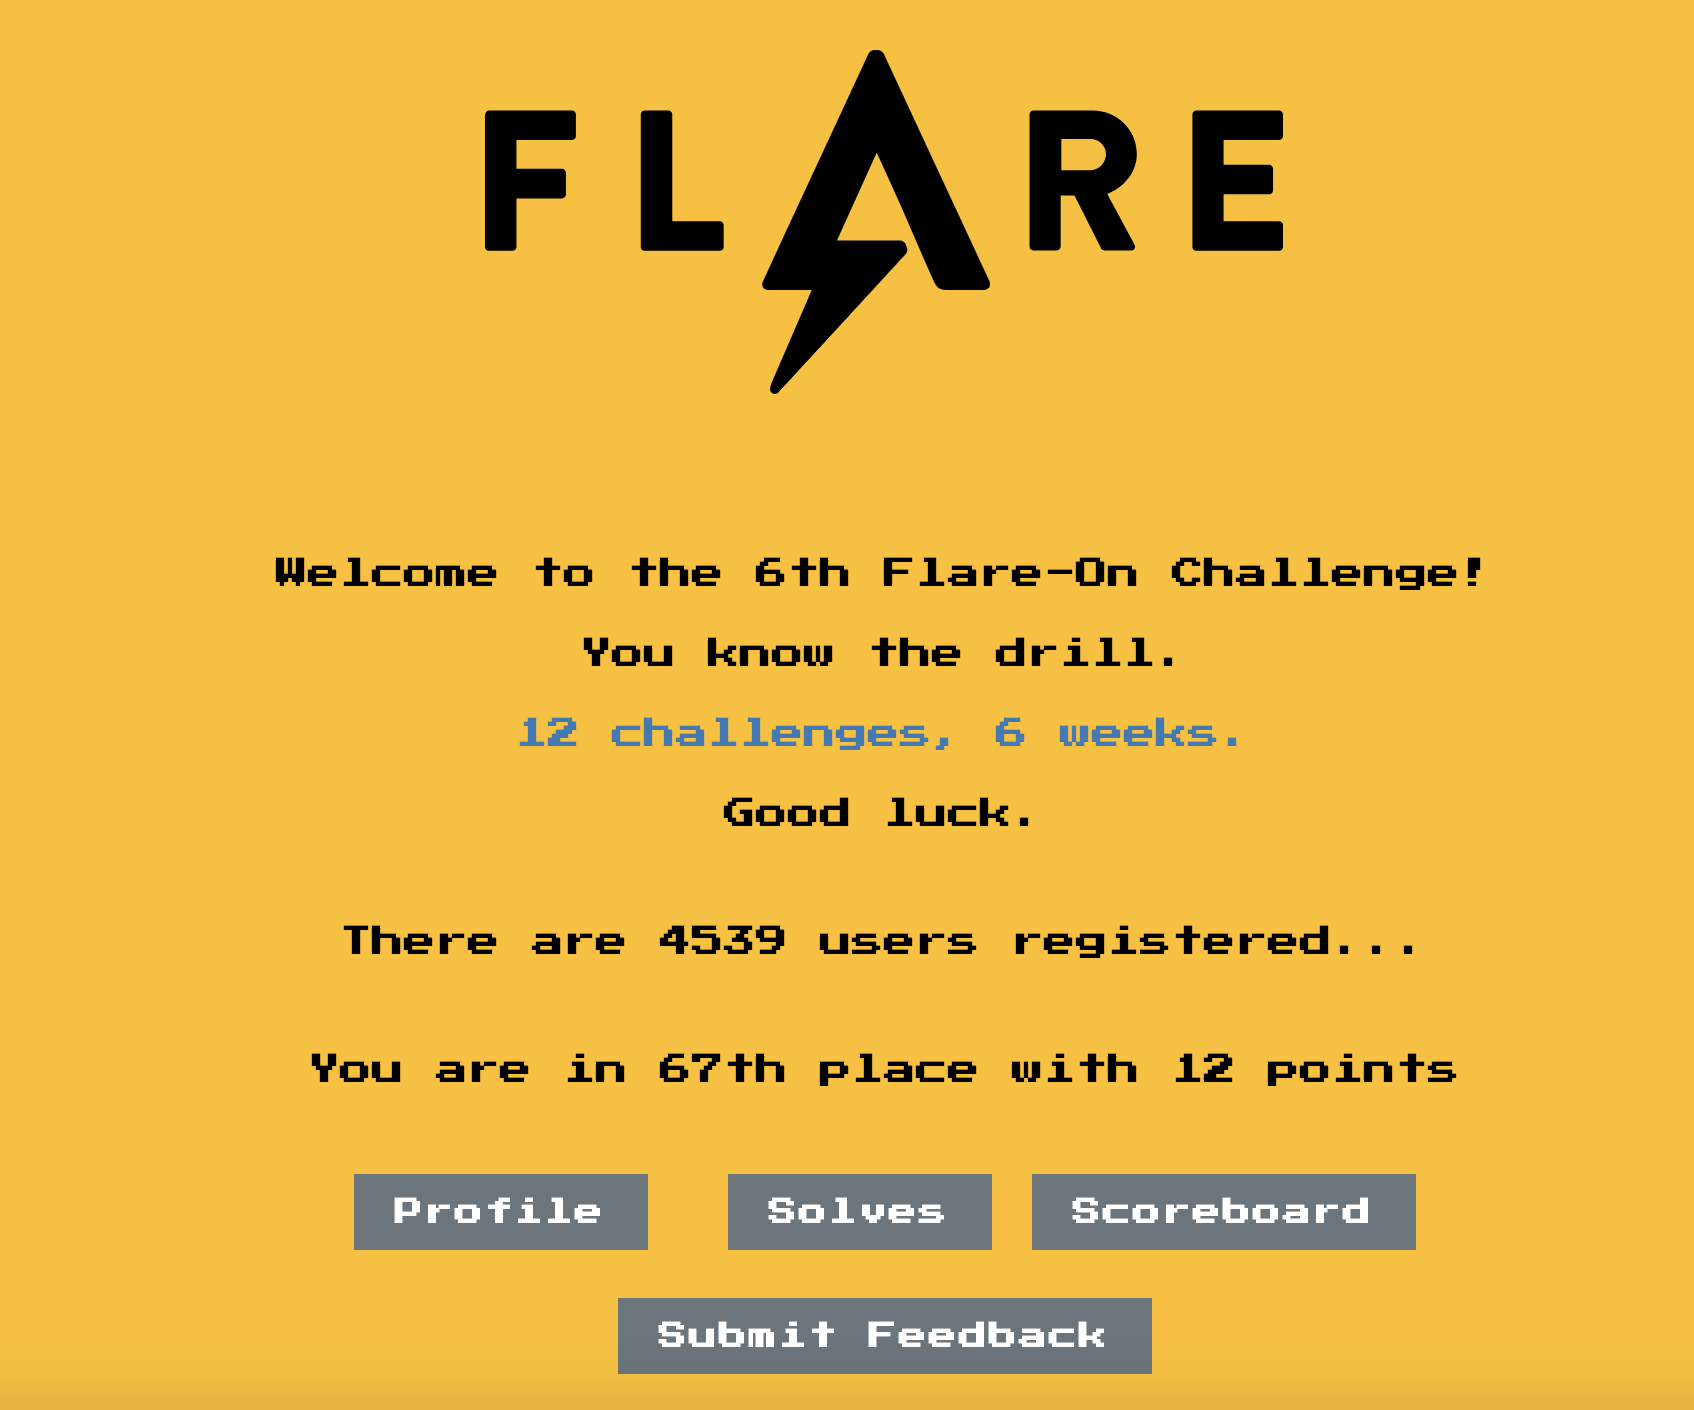 FLARE
Welcome to the 6th Flare-On Challenge!
You know the drill.
12 challenges, 6 weeks.
Good luck.
There are 4539 users registered...
You are in 67th place with 12 points
Profile Solves Scoreboard
Submit Feedback